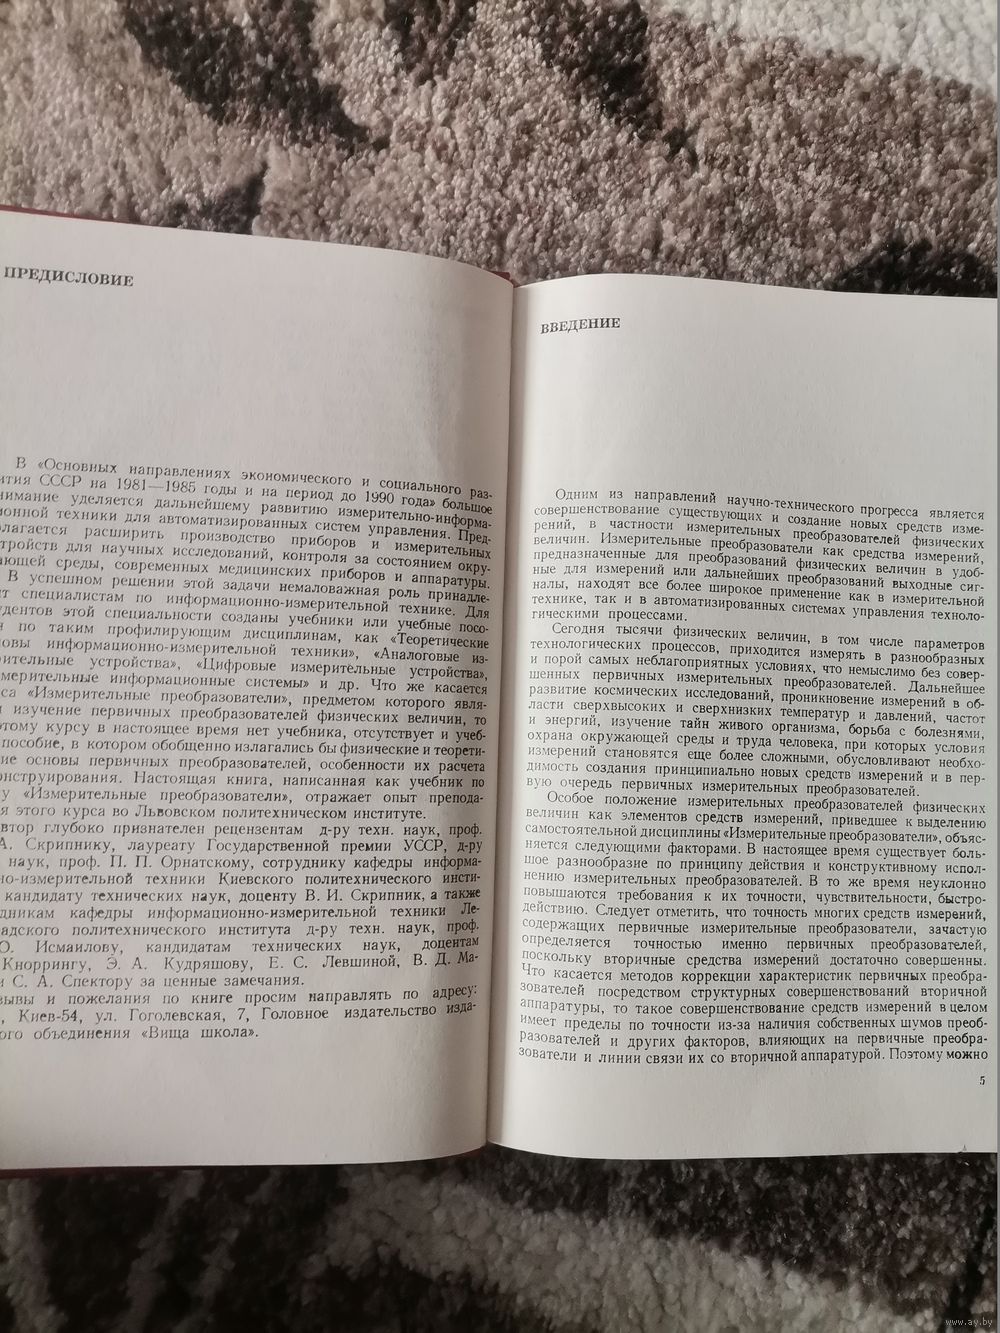 ПРЕДИСЛОВИЕ
В «Основных направлениях экономического и социального раз-
ития СССР на 1981—1985 годы и на период до 1990 года» большое
нимание уделяется дальнейшему развитию измерительно-информа-
ионной техники для автоматизированных систем управления. Пред-
олагается расширить производство приборов и измерительных
тройств для научных исследований, контроля за состоянием окру-
ающей среды, современных медицинских приборов и аппаратуры.
В успешном решении этой задачи немаловажная роль принадле-
ит специалистам по информационно-измерительной технике. Для
удентов этой специальности созданы учебники или учебные посо-
я по таким профилирующим дисциплинам, как «Теоретические
новы информационно-измерительной техники», «Аналоговые из-
рительные устройства», «Цифровые измерительные устройства»,
змерительные информационные системы» и др. Что же касается
рса «Измерительные преобразователи», предметом которого явля-
я изучение первичных преобразователей физических величин, то
этому курсу в настоящее время нет учебника, отсутствует и учеб-
пособие, в котором обобщенно излагались бы физические и теорети-
ие основы первичных преобразователей, особенности их расчета
онструирования. Настоящая книга, написанная как учебник по
су «Измерительные преобразователи», отражает опыт препода-
ия этого курса во Львовском политехническом институте.
втор глубоко признателен рецензентам д-ру техн. наук, проф.
А. Скрипнику, лауреату Государственной премии УССР, д-ру
наук, проф. П. П. Орнатскому, сотруднику кафедры информа-
но-измерительной техники Киевского политехнического инсти-
кандидату технических наук, доценту В. И. Скрипник, а также
удникам кафедры информационно-измерительной техники Ле-
радского политехнического института д-ру техн. наук, проф.
О. Исмаилову, кандидатам технических наук, доцентам
Кноррингу, Э. А. Кудряшову, Е. С. Левшиной, В. Д. Ма-
и С. А. Спектору за ценные замечания.
зывы и пожелания по книге просим направлять по адресу:
, Киев-54, ул. Гоголевская, 7, Головное издательство изда-
ого объединения «Вища школа».
ВВЕДЕНИЕ
Одним из направлений научно-технического прогресса является
совершенствование существующих и создание новых средств изме-
рений, в частности измерительных преобразователей физических
величин. Измерительные преобразователи как средства измерений,
предназначенные для преобразований физических величин в удоб-
ные для измерений или дальнейших преобразований выходные сиг-
налы, находят все более широкое применение как в измерительной
технике, так и в автоматизированных системах управления техноло-
гическими процессами.
Сегодня тысячи физических величин, в том числе параметров
технологических процессов, приходится измерять в разнообразных
и порой самых неблагоприятных условиях, что немыслимо без совер-
шенных первичных измерительных преобразователей. Дальнейшее
развитие космических исследований, проникновение измерений в об-
ласти сверхвысоких и сверхнизких температур и давлений, частот
и энергий, изучение тайн живого организма, борьба с болезнями,
охрана окружающей среды и труда человека, при которых условия
измерений становятся еще более сложными, обусловливают необхо-
димость создания принципиально новых средств измерений и в пер-
вую очередь первичных измерительных преобразователей.
Особое положение измерительных преобразователей физических
величин как элементов средств измерений, приведшее к выделению
самостоятельной дисциплины «Измерительные преобразователи», объяс-
няется следующими факторами. В настоящее время существует боль-
шое разнообразие по принципу действия и конструктивному испол-
нению измерительных преобразователей. В то же время неуклонно
повышаются требования к их точности, чувствительности, быстро-
действию. Следует отметить, что точность многих средств измерений,
содержащих первичные измерительные преобразователи, зачастую
определяется точностью именно первичных преобразователей,
поскольку вторичные средства измерений достаточно совершенны.
Что касается методов коррекции характеристик первичных преобра-
зователей посредством структурных совершенствований вторичной
аппаратуры, то такое совершенствование средств измерений в целом
имеет пределы по точности из-за наличия собственных шумов преоб-
разователей и других факторов, влияющих на первичные преобра-
зователи и линии связи их со вторичной аппаратурой. Поэтому можно
5
www.ay.by